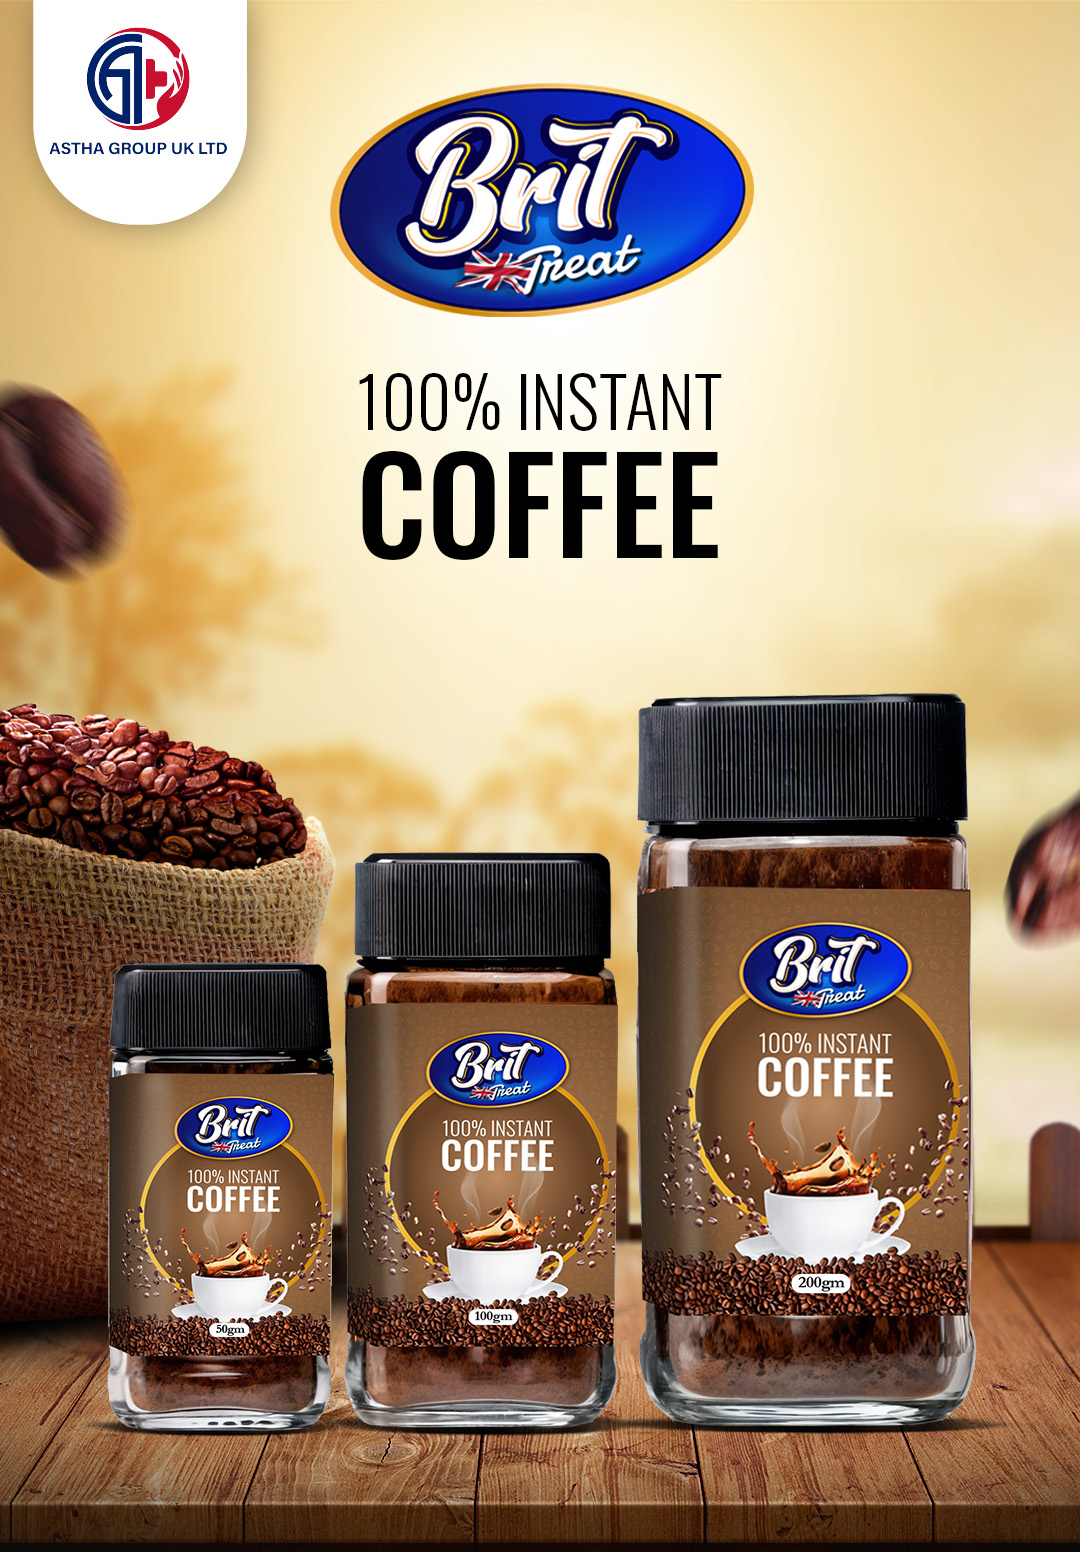 ASTHA GROUP UK LTD
Brit
Treat
100% INSTANT
COFFEE
Brit
Treat
100% INSTANT
COFFEE
50gm
Brit
Treat
100% INSTANT
COFFEE
100gm
Brit
Treat
100% INSTANT
COFFEE
200gm